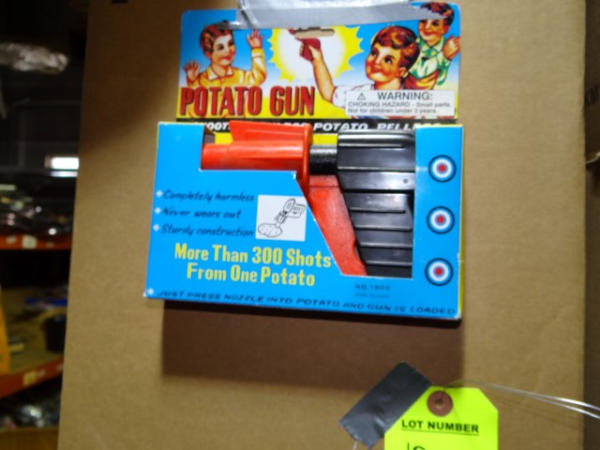 POTATO GUN
WARNING:
CHOKING HAZARD - Small parts.
Not for children under 3 years.
POTATO PELLETS
Completely harmless
Never wears out
Sturdy construction
More Than 300 Shots
From One Potato
JUST PRESS NOZZLE INTO POTATO AND GUN IS LOADED
LOT NUMBER